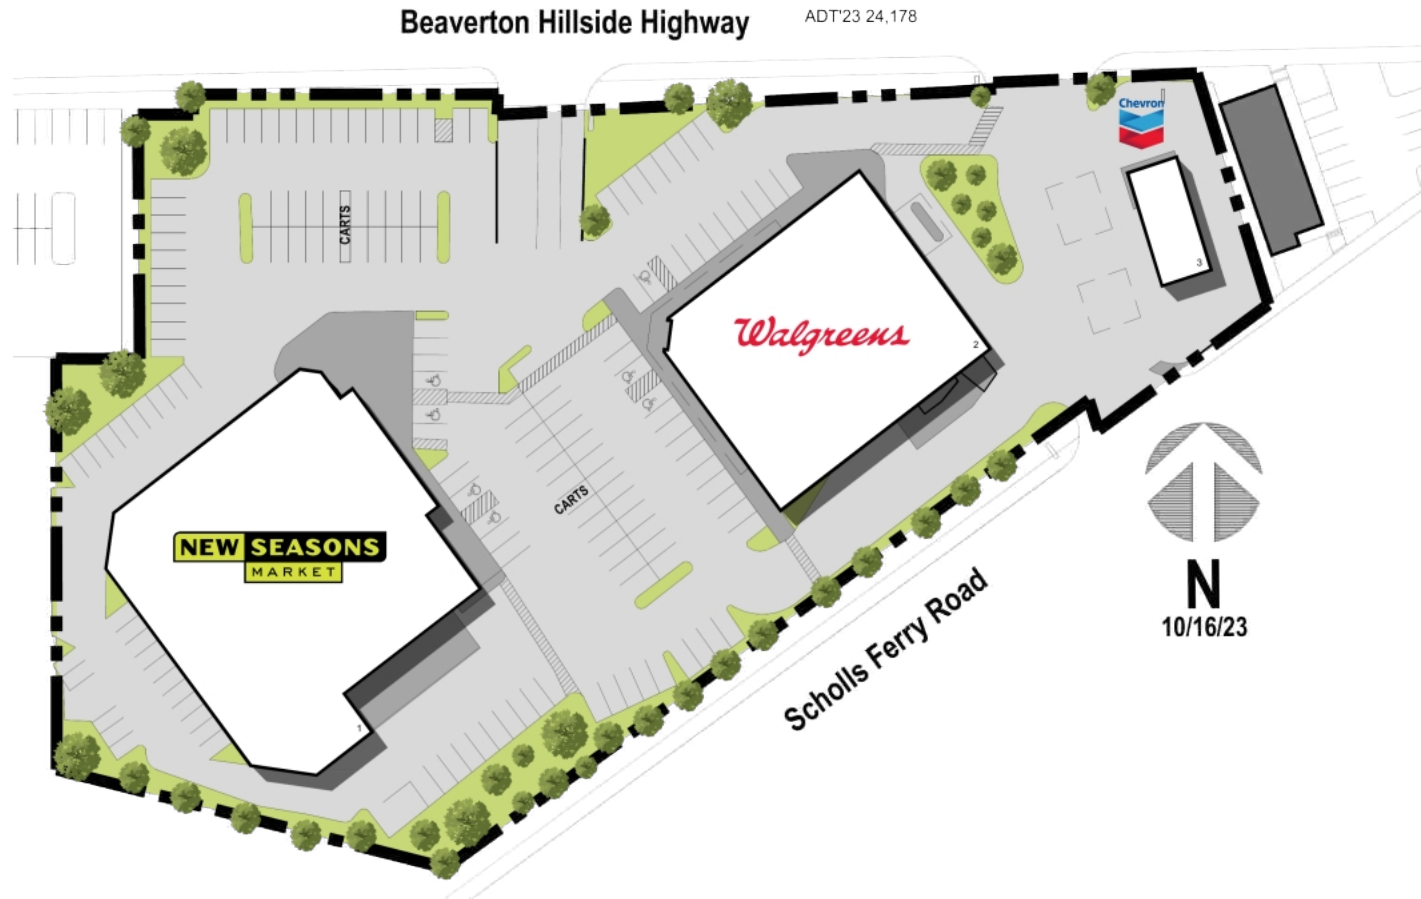 Beaverton Hillside Highway
ADT'23 24,178
Chevron
CARTS
3
Walgreens
2
CARTS
NEW SEASONS
MARKET
1
Scholls Ferry Road
N
10/16/23